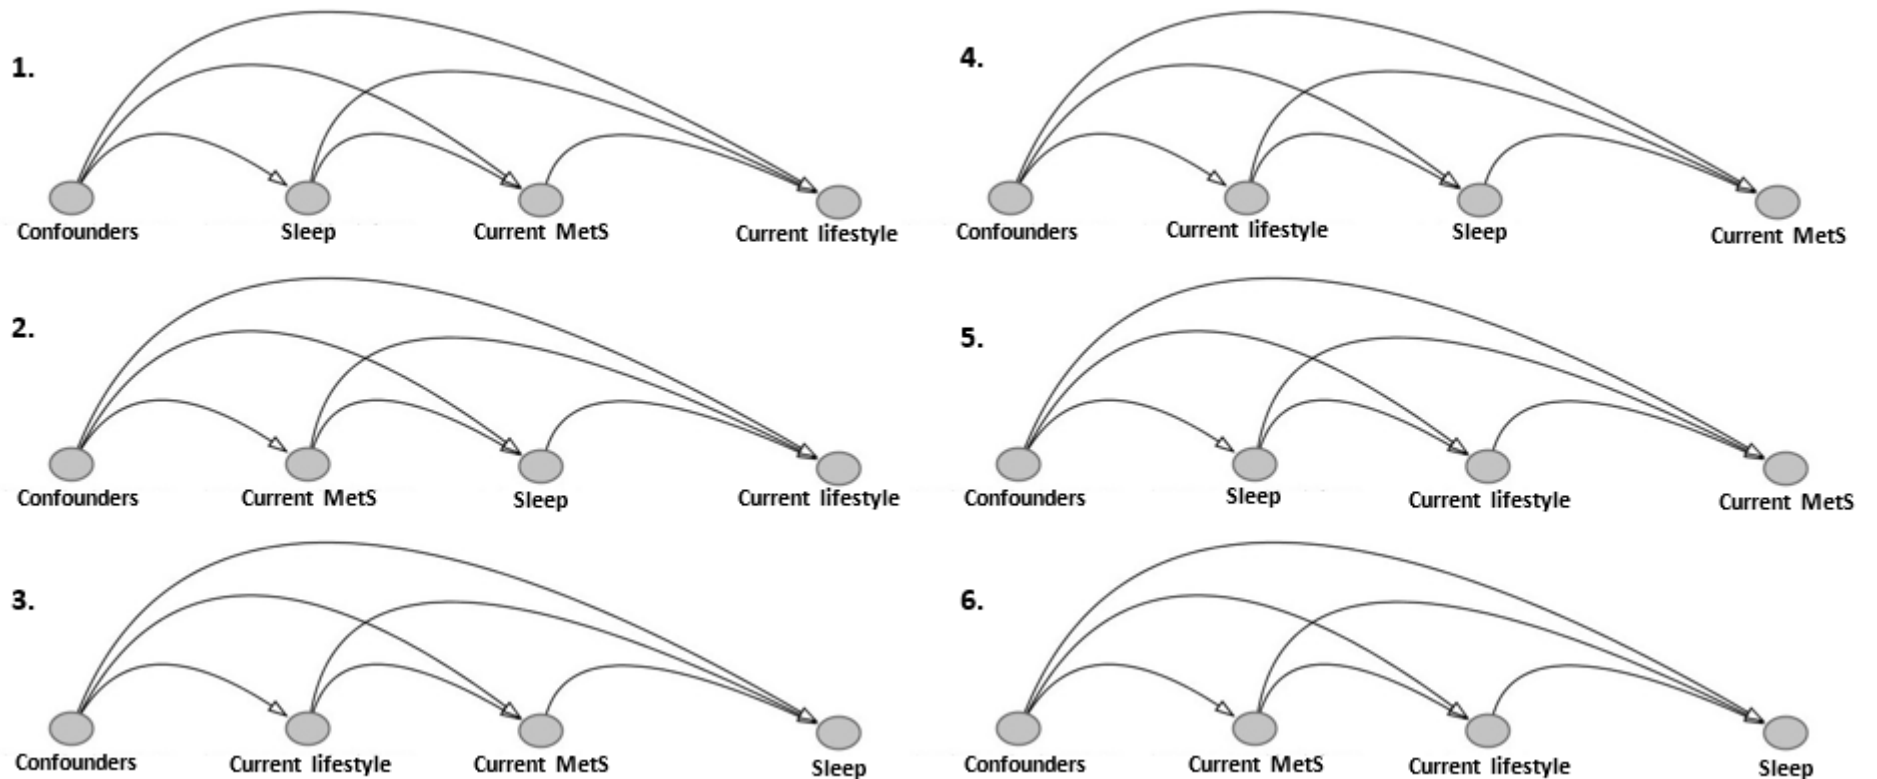 1.
Confounders Sleep Current MetS Current lifestyle
2.
Confounders Current MetS Sleep Current lifestyle
3.
Confounders Current lifestyle Current MetS Sleep
4.
Confounders Current lifestyle Sleep Current MetS
5.
Confounders Sleep Current lifestyle Current MetS
6.
Confounders Current MetS Current lifestyle Sleep